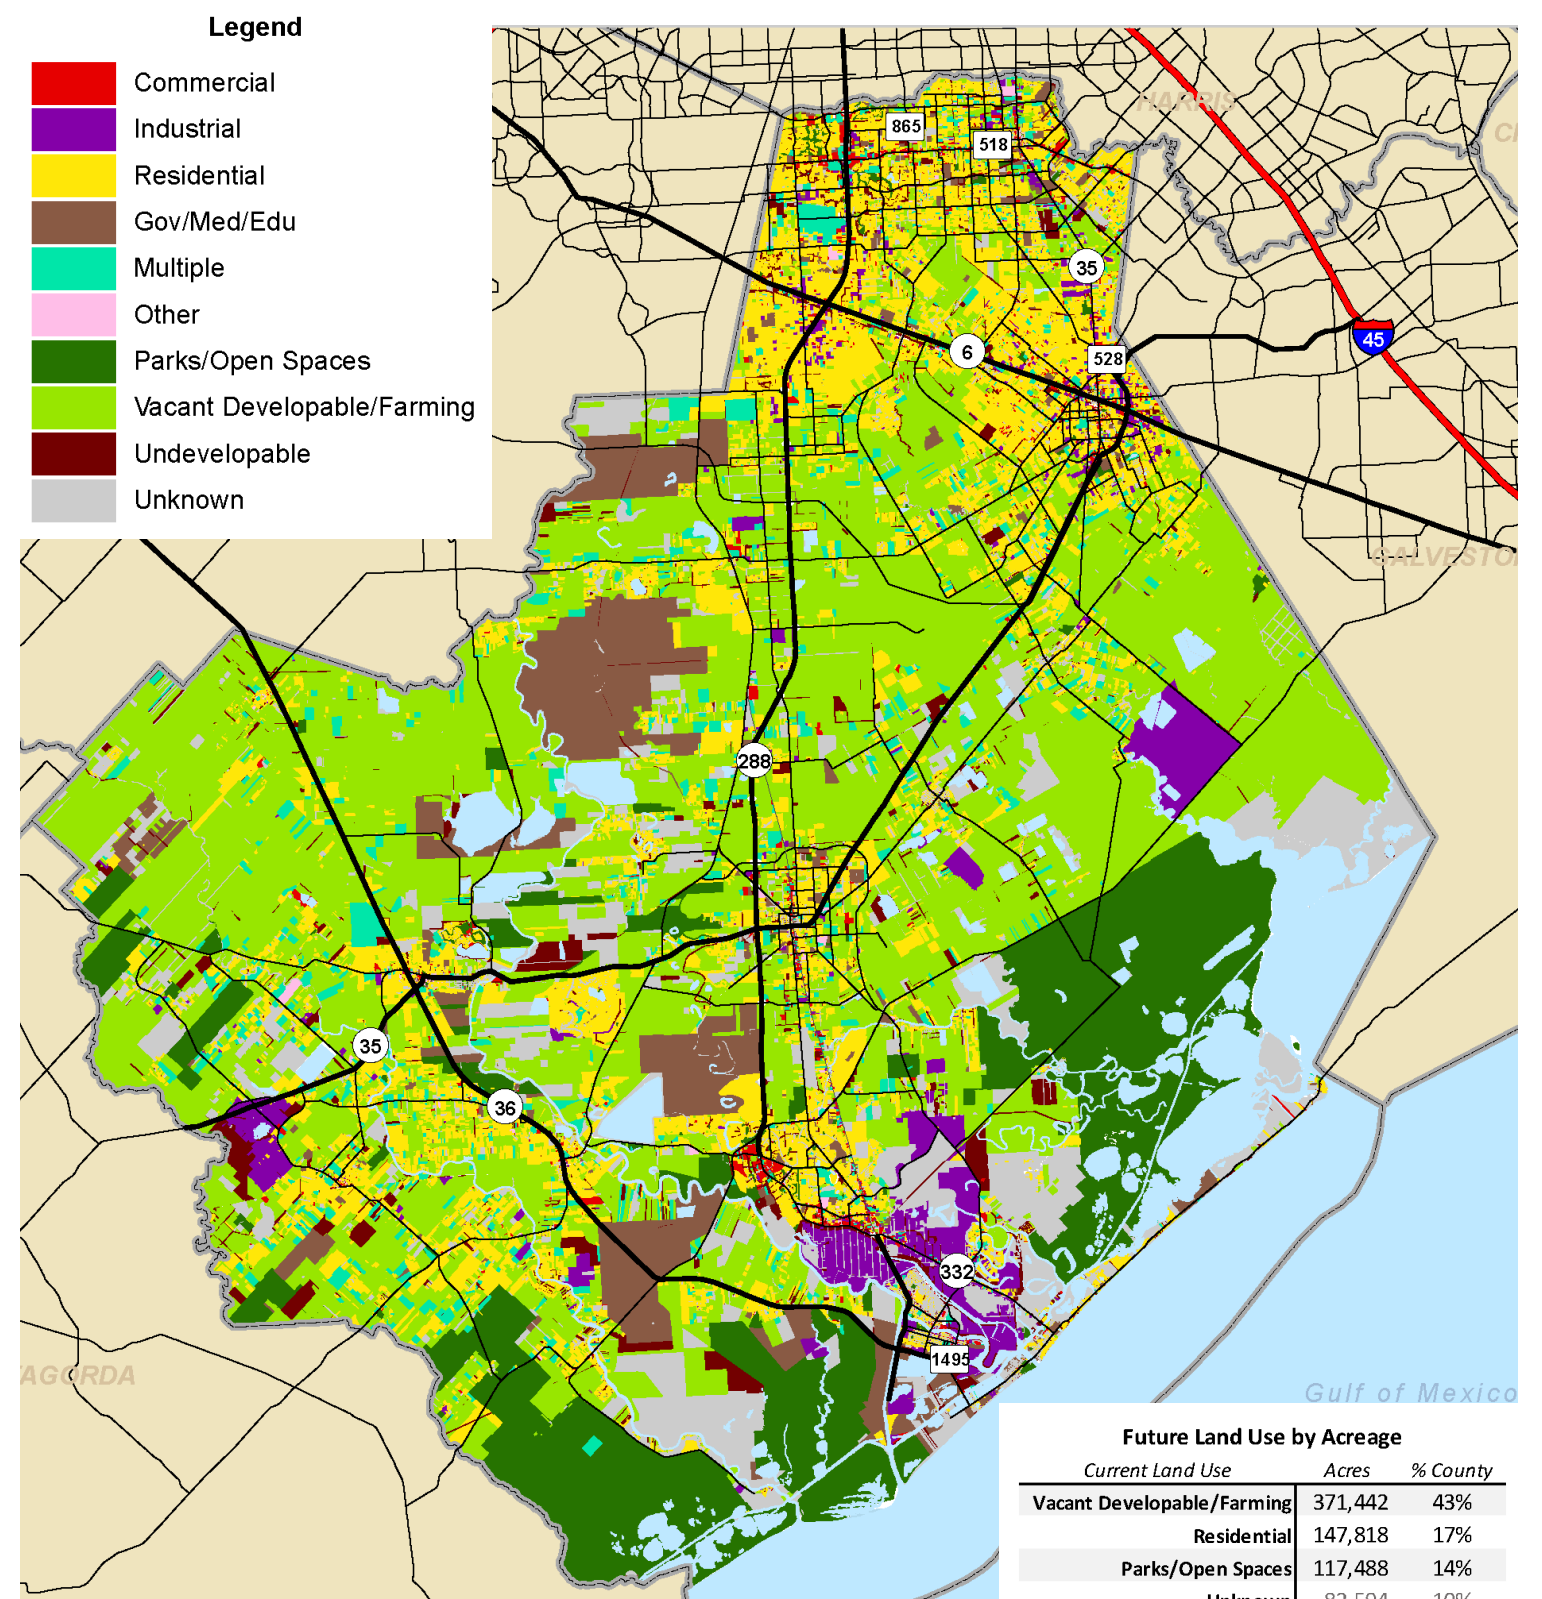 Legend
Commercial
Industrial
Residential
Gov/Med/Edu
Multiple
Other
Parks/Open Spaces
Vacant Developable/Farming
Undevelopable
Unknown
HARRIS
865
518
35
6
528
45
GALVESTO
288
35
36
332
1495
AGORDA
Gulf of Mexico
Future Land Use by Acreage
Current Land Use Acres % County
Vacant Developable/Farming 371,442 43%
Residential 147,818 17%
Parks/Open Spaces 117,488 14%